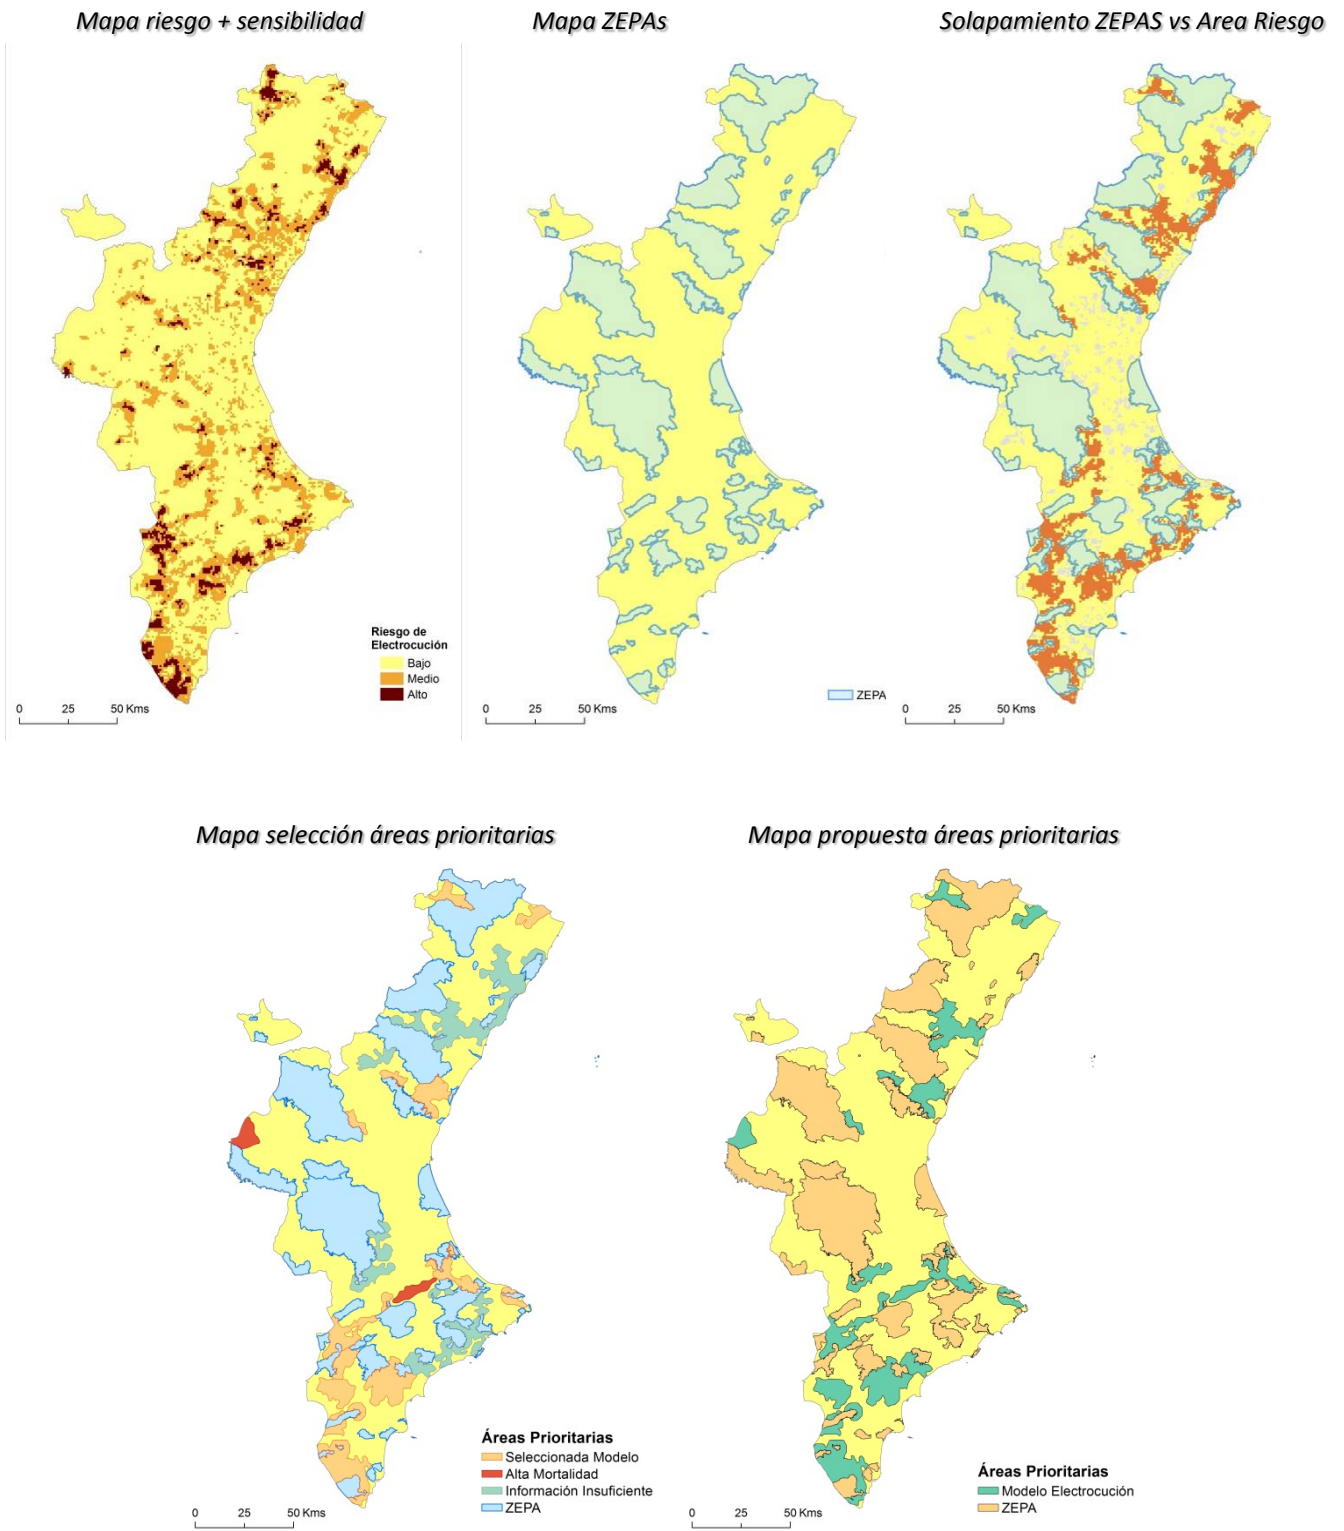 Mapa riesgo + sensibilidad
Mapa ZEPAs
Solapamiento ZEPAS vs Area Riesgo
Riesgo de
Electrocución
Bajo
Medio
Alto
0 25 50 Kms
ZEPA
0 25 50 Kms
0 25 50 Kms
Mapa selección áreas prioritarias
Mapa propuesta áreas prioritarias
Áreas Prioritarias
Seleccionada Modelo
Alta Mortalidad
Información Insuficiente
ZEPA
0 25 50 Kms
Áreas Prioritarias
Modelo Electrocución
ZEPA
0 25 50 Kms